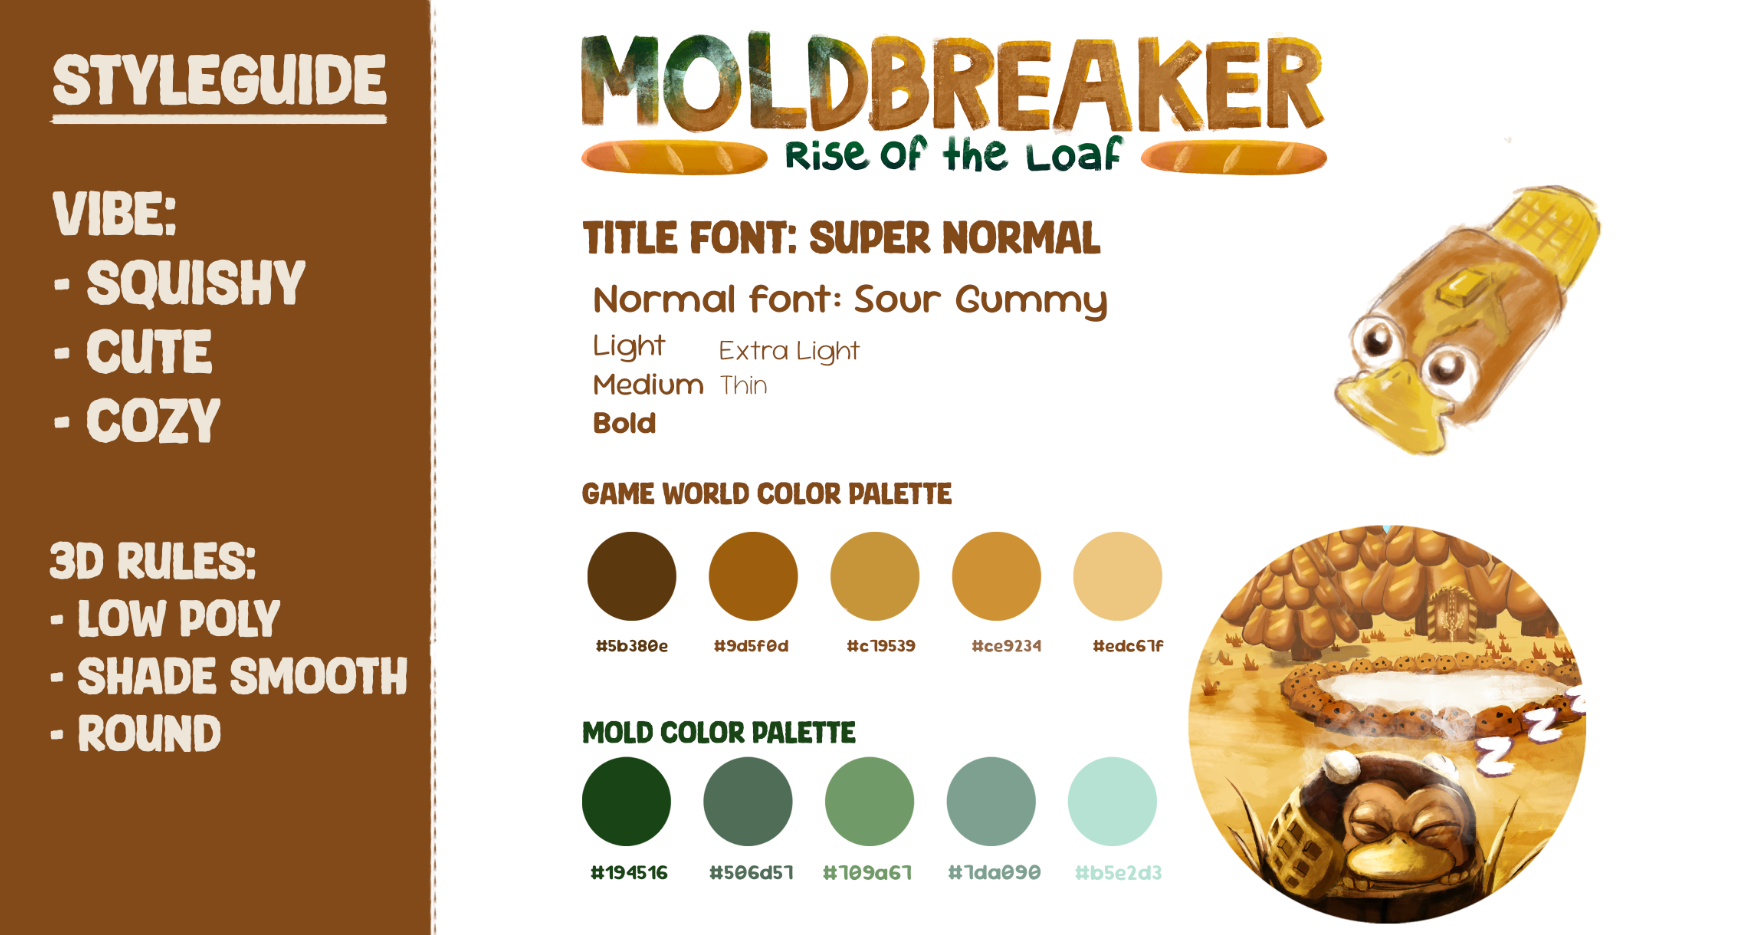 STYLEGUIDE
VIBE:
- SQUISHY
- CUTE
- COZY
3D RULES:
- LOW POLY
- SHADE SMOOTH
- ROUND
MOLDBREAKER
Rise Of the Loaf
TITLE FONT: SUPER NORMAL
Normal font: Sour Gummy
Light Extra Light
Medium Thin
Bold
GAME WORLD COLOR PALETTE
#5b380e #9d5f0d #c79539 #ce9234 #edc67f
MOLD COLOR PALETTE
#194516 #506d57 #709a67 #7da090 #b5e2d3
Z Z Z